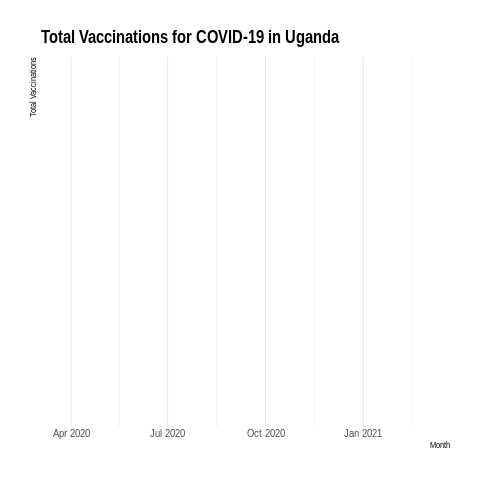 Total Vaccinations for COVID-19 in Uganda
Total Vaccinations
Apr 2020
Jul 2020
Oct 2020
Jan 2021
Month